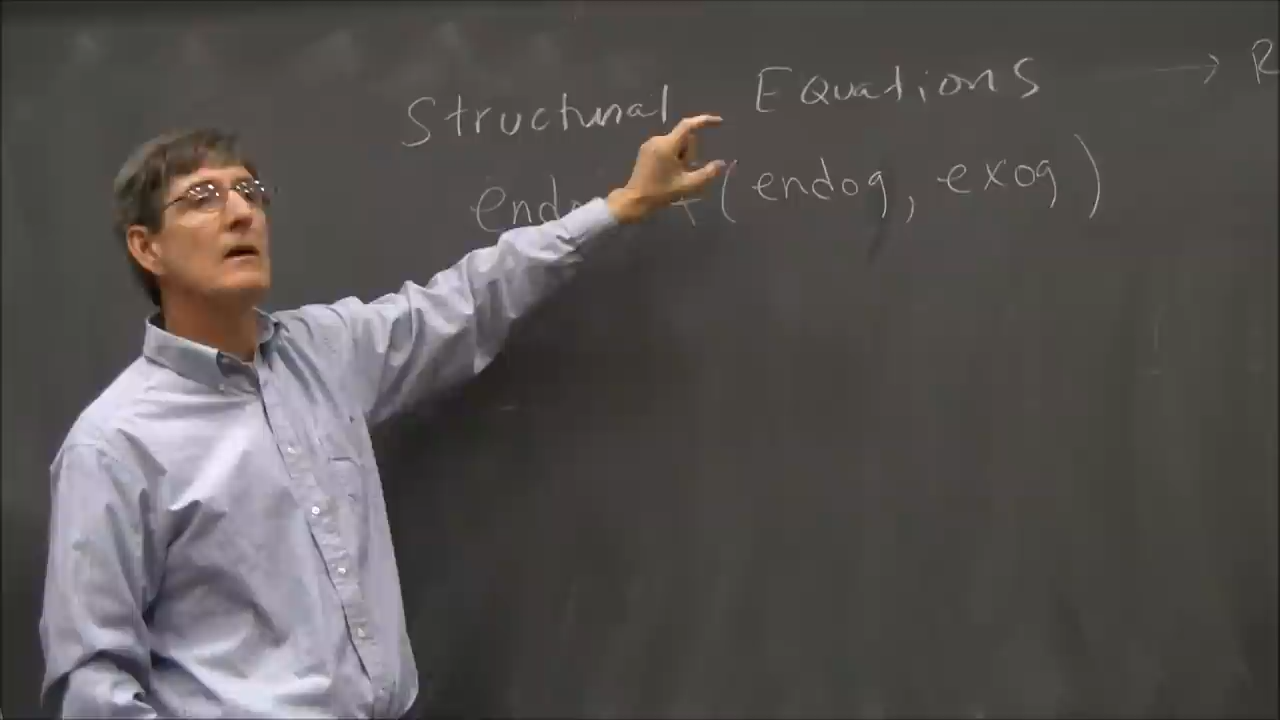 Structural Equations → R
(endog, exog)